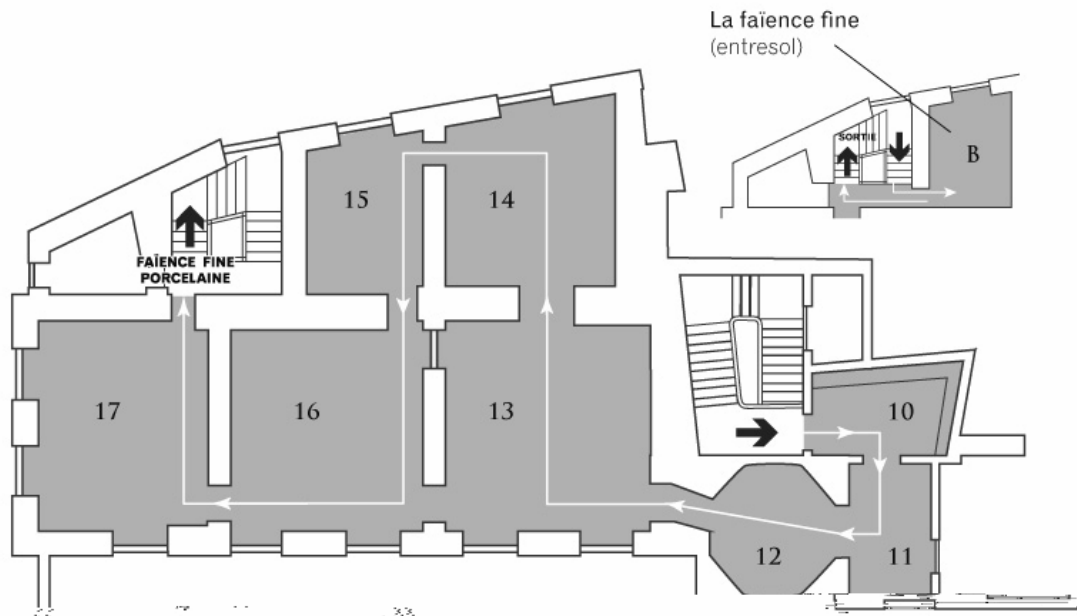 La faïence fine
(entresol)
SORTIE
B
15
14
FAÏENCE FINE
PORCELAINE
17
16
13
10
12
11